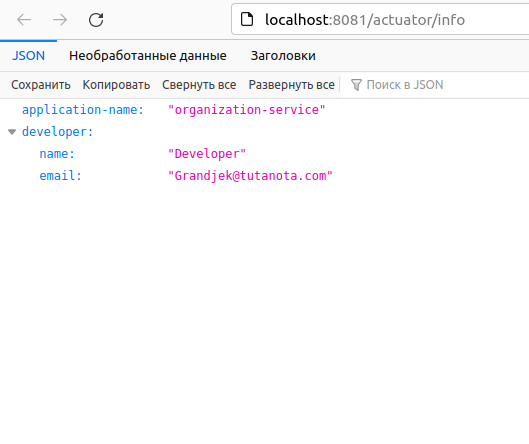 localhost:8081/actuator/info
JSON Необработанные данные Заголовки
Сохранить Копировать Свернуть все Развернуть все Поиск в JSON
application-name: "organization-service"
developer:
name: "Developer"
email: "Grandjek@tutanota.com"